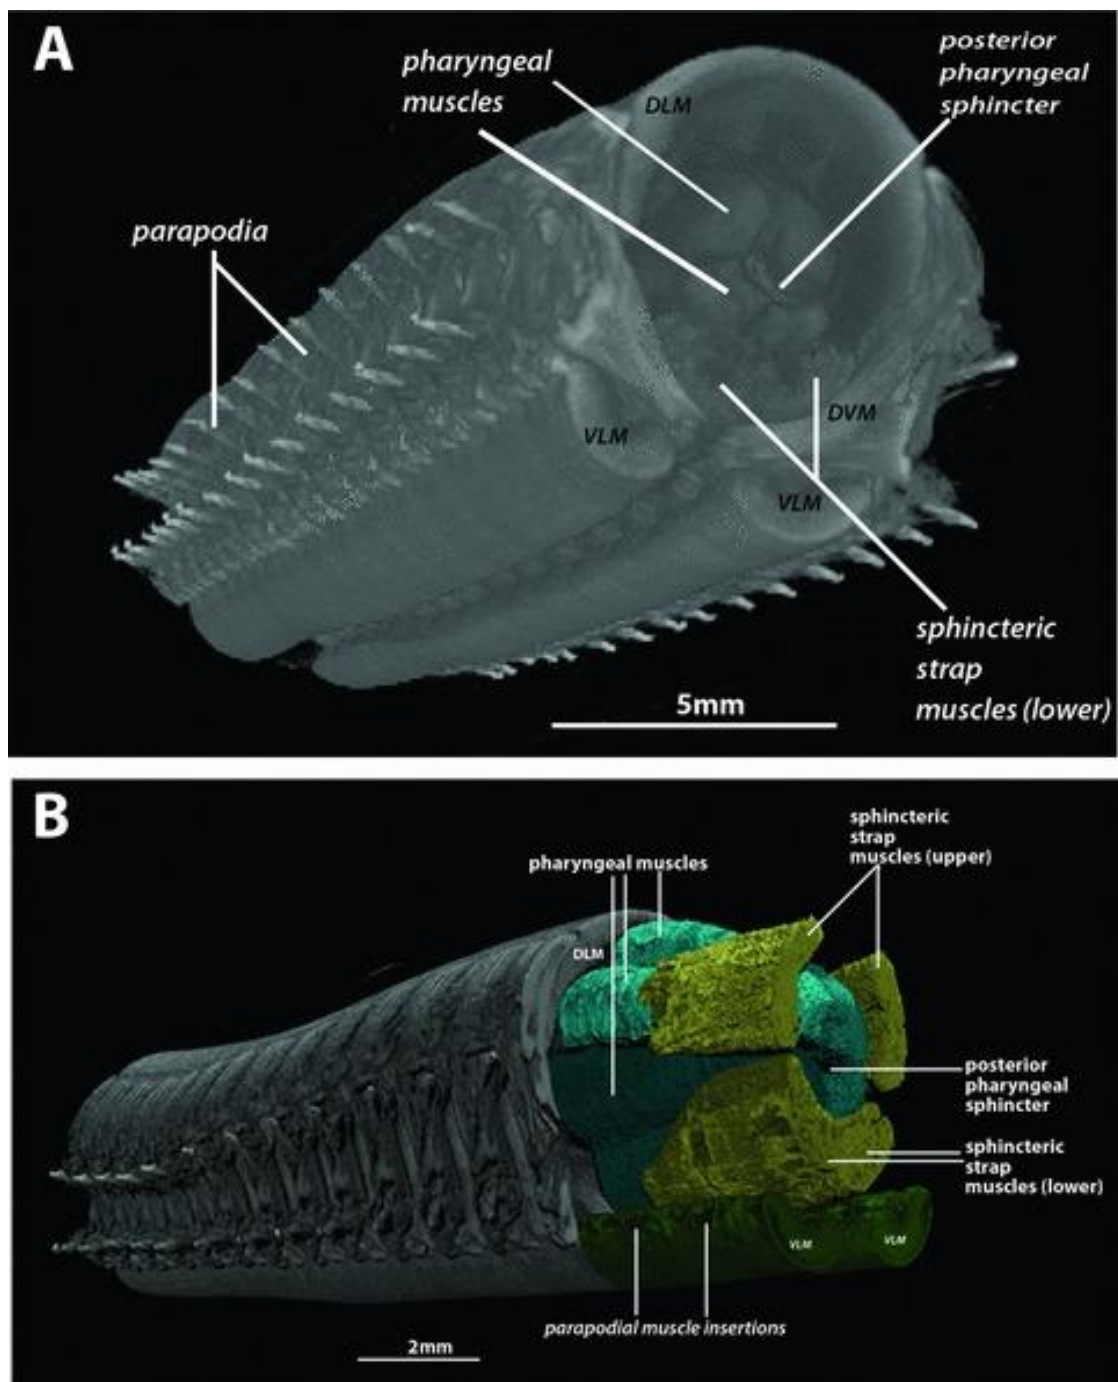 A
pharyngeal
muscles
DLM
posterior
pharyngeal
sphincter
parapodia
VLM
DVM
VLM
sphincteric
strap
muscles (lower)
5mm
B
sphincteric
strap
muscles (upper)
pharyngeal muscles
DLM
posterior
pharyngeal
sphincter
sphincteric
strap
muscles (lower)
VLM
VLM
parapodial muscle insertions
2mm